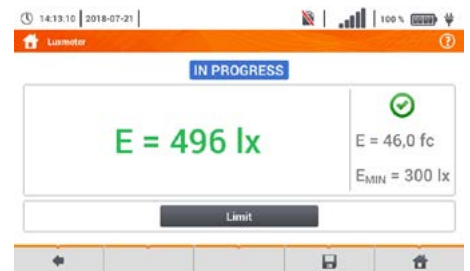 14:13:10 2018-07-21 100 %
Luxmeter
IN PROGRESS
E = 496 lx
E = 46,0 fc
EMIN = 300 lx
Limit